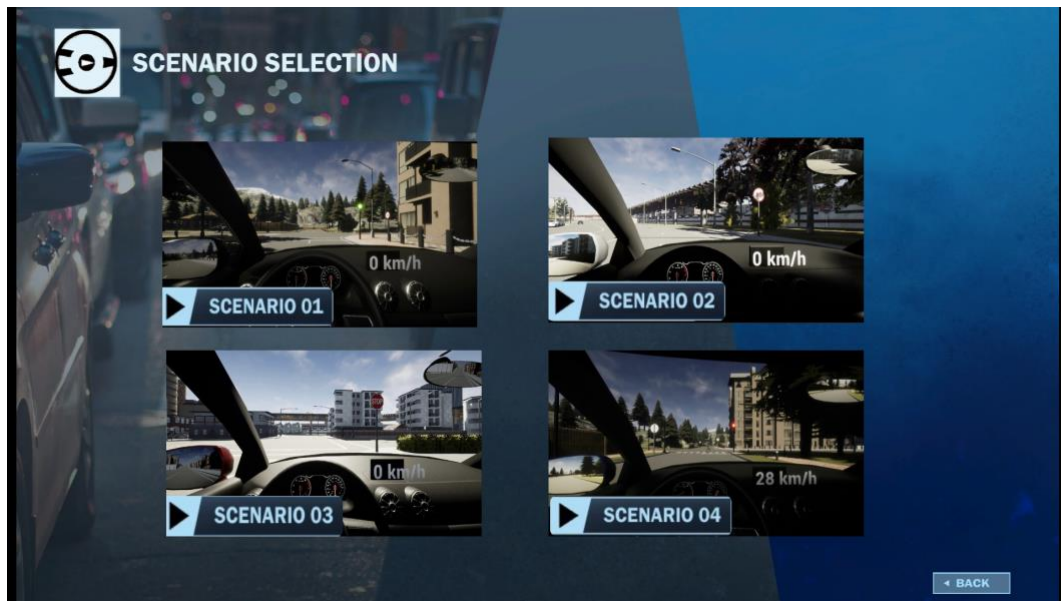 SCENARIO SELECTION
0 km/h
SCENARIO 01
0 km/h
SCENARIO 02
STOP
0 km/h
SCENARIO 03
28 km/h
SCENARIO 04
BACK